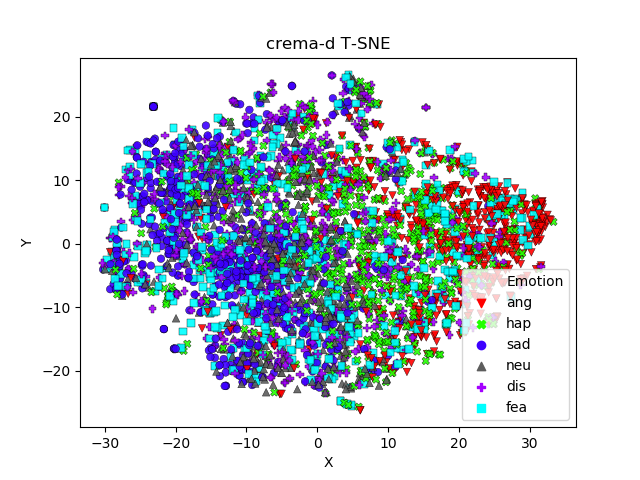 crema-d T-SNE
Y
20
10
0
−10
−20
Emotion
ang
hap
sad
neu
dis
fea
−30
−20
−10
0
10
20
30
X